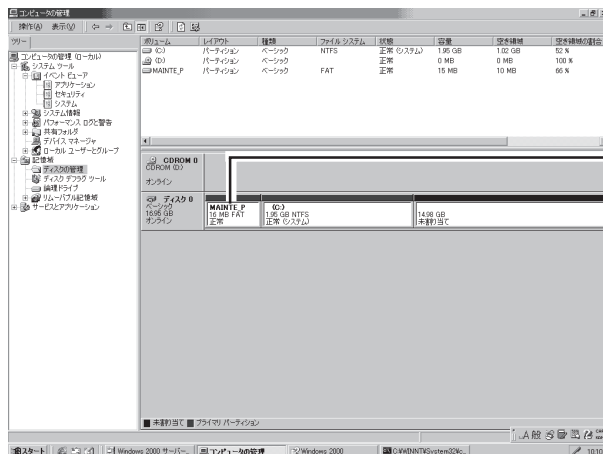 コンピュータの管理
操作(A) 表示(V)
ツリー
コンピュータの管理 (ローカル)
システム ツール
イベント ビューア
アプリケーション
セキュリティ
システム
システム情報
パフォーマンス ログと警告
共有フォルダ
デバイス マネージャ
ローカル ユーザーとグループ
記憶域
ディスクの管理
ディスク デフラグ ツール
論理ドライブ
リムーバブル記憶域
サービスとアプリケーション
ボリューム レイアウト 種類 ファイル システム 状態 容量 空き領域 空き領域の割合
(C:) パーティション ベーシック NTFS 正常 (システム) 1.95 GB 1.02 GB 52 %
(D:) パーティション ベーシック 正常 0 MB 0 MB 100 %
MAINTE_P パーティション ベーシック FAT 正常 15 MB 10 MB 66 %
CDROM 0
CDROM (D:)
オンライン
ディスク 0
ベーシック
16.95 GB
オンライン
MAINTE_P
16 MB FAT
正常
(C:)
1.95 GB NTFS
正常 (システム)
14.98 GB
未割り当て
未割り当て プライマリ パーティション
A 般
スタート Windows 2000 サーバー... コンピュータの管理 Windows 2000 C:¥WINNT¥System32¥c... 10:10